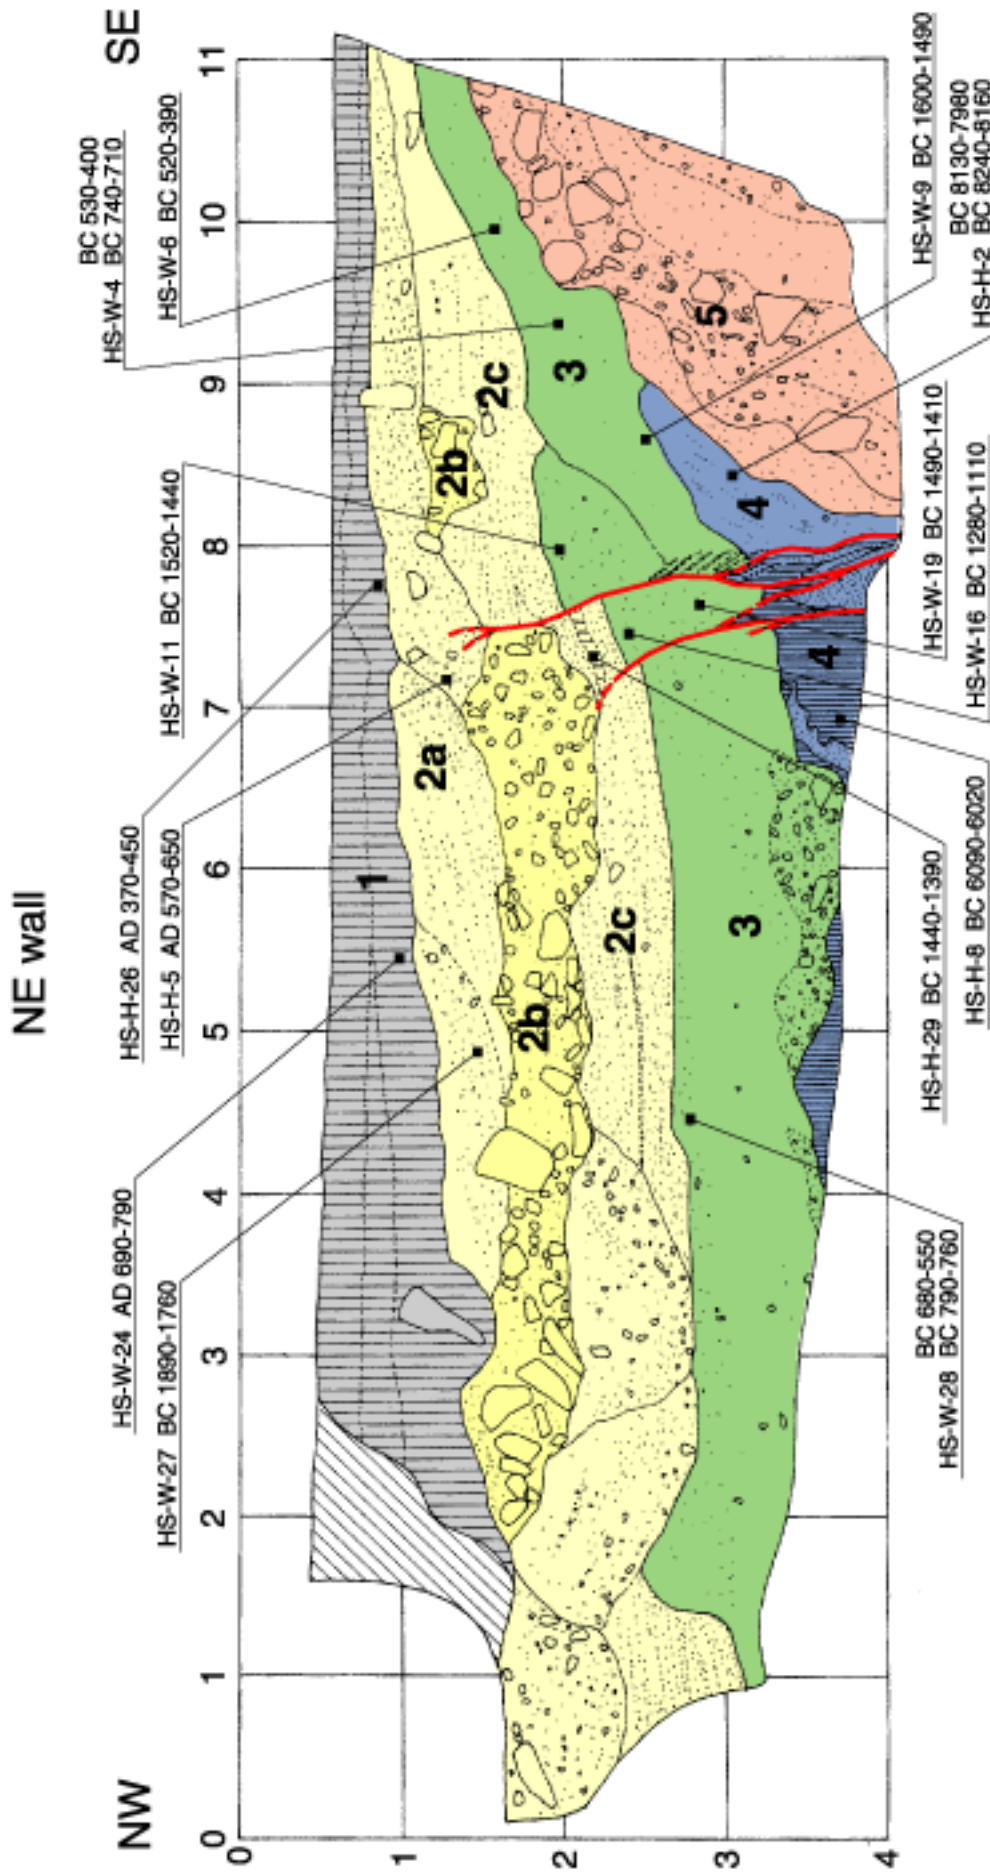 NE wall
NW
SE
HS-W-24 AD 690-790
HS-W-27 BC 1890-1760
HS-H-26 AD 370-450
HS-H-5 AD 570-650
HS-W-11 BC 1520-1440
BC 530-400
HS-W-4 BC 740-710
HS-W-6 BC 520-390
0
1
2
3
4
5
6
7
8
9
10
11
0
1
2
3
4
1
2a
2b
2b
2c
2c
3
3
4
4
5
BC 680-550
HS-W-28 BC 790-760
HS-H-29 BC 1440-1390
HS-H-8 BC 6090-6020
HS-W-19 BC 1490-1410
HS-W-16 BC 1280-1110
HS-W-9 BC 1600-1490
BC 8130-7980
HS-H-2 BC 8240-8160